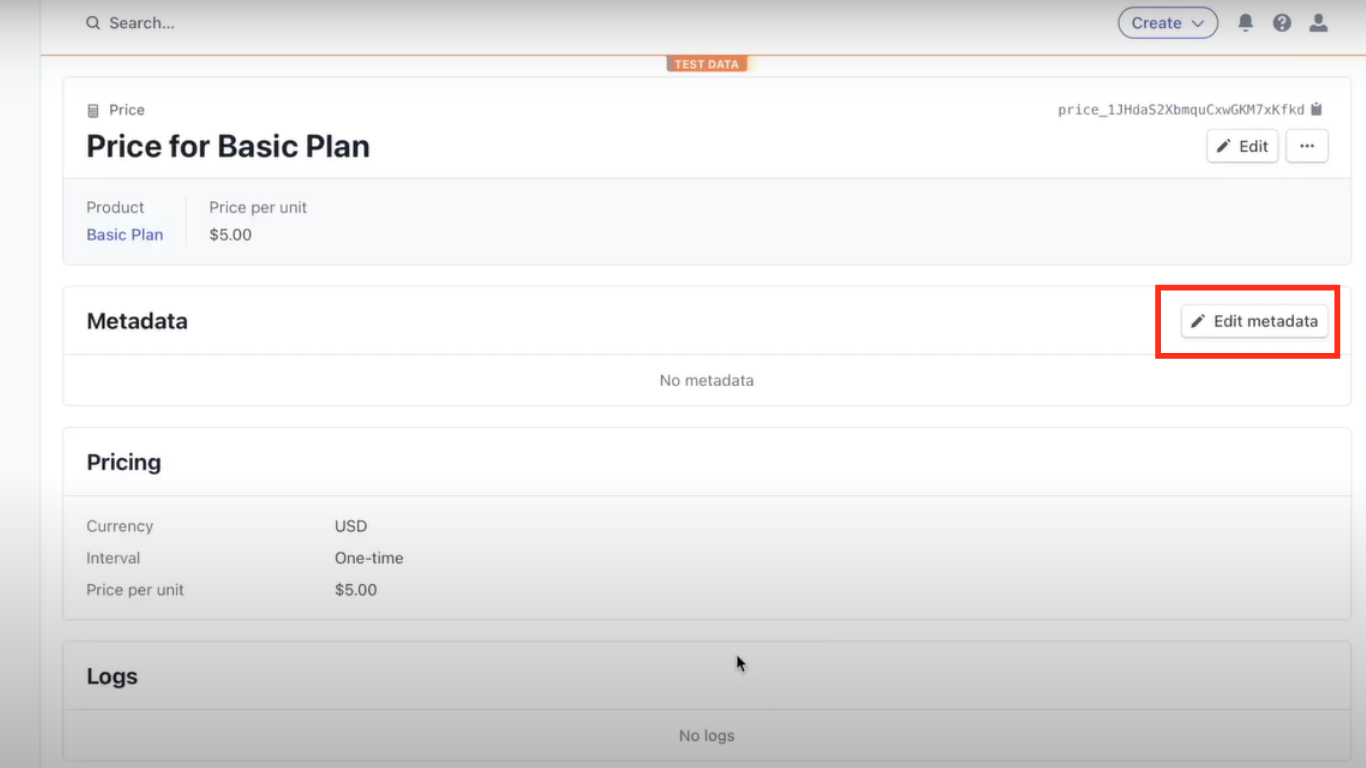 Search...
Create
TEST DATA
Price
price_1JHdaS2XbmquCxwGKM7xKfkd
Price for Basic Plan
Edit
Product
Price per unit
Basic Plan
$5.00
Metadata
Edit metadata
No metadata
Pricing
Currency
USD
Interval
One-time
Price per unit
$5.00
Logs
No logs